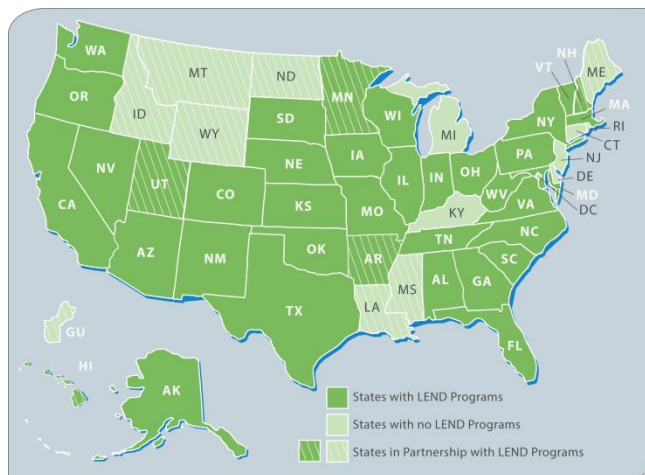 WA
OR
CA
NV
ID
MT
WY
UT
AZ
CO
NM
ND
SD
NE
KS
OK
TX
MN
IA
MO
AR
LA
WI
IL
MI
IN
OH
KY
TN
MS
AL
GA
FL
SC
NC
VA
WV
PA
NY
VT
NH
ME
MA
RI
CT
NJ
DE
MD
DC
GU
HI
AK
States with LEND Programs
States with no LEND Programs
States in Partnership with LEND Programs